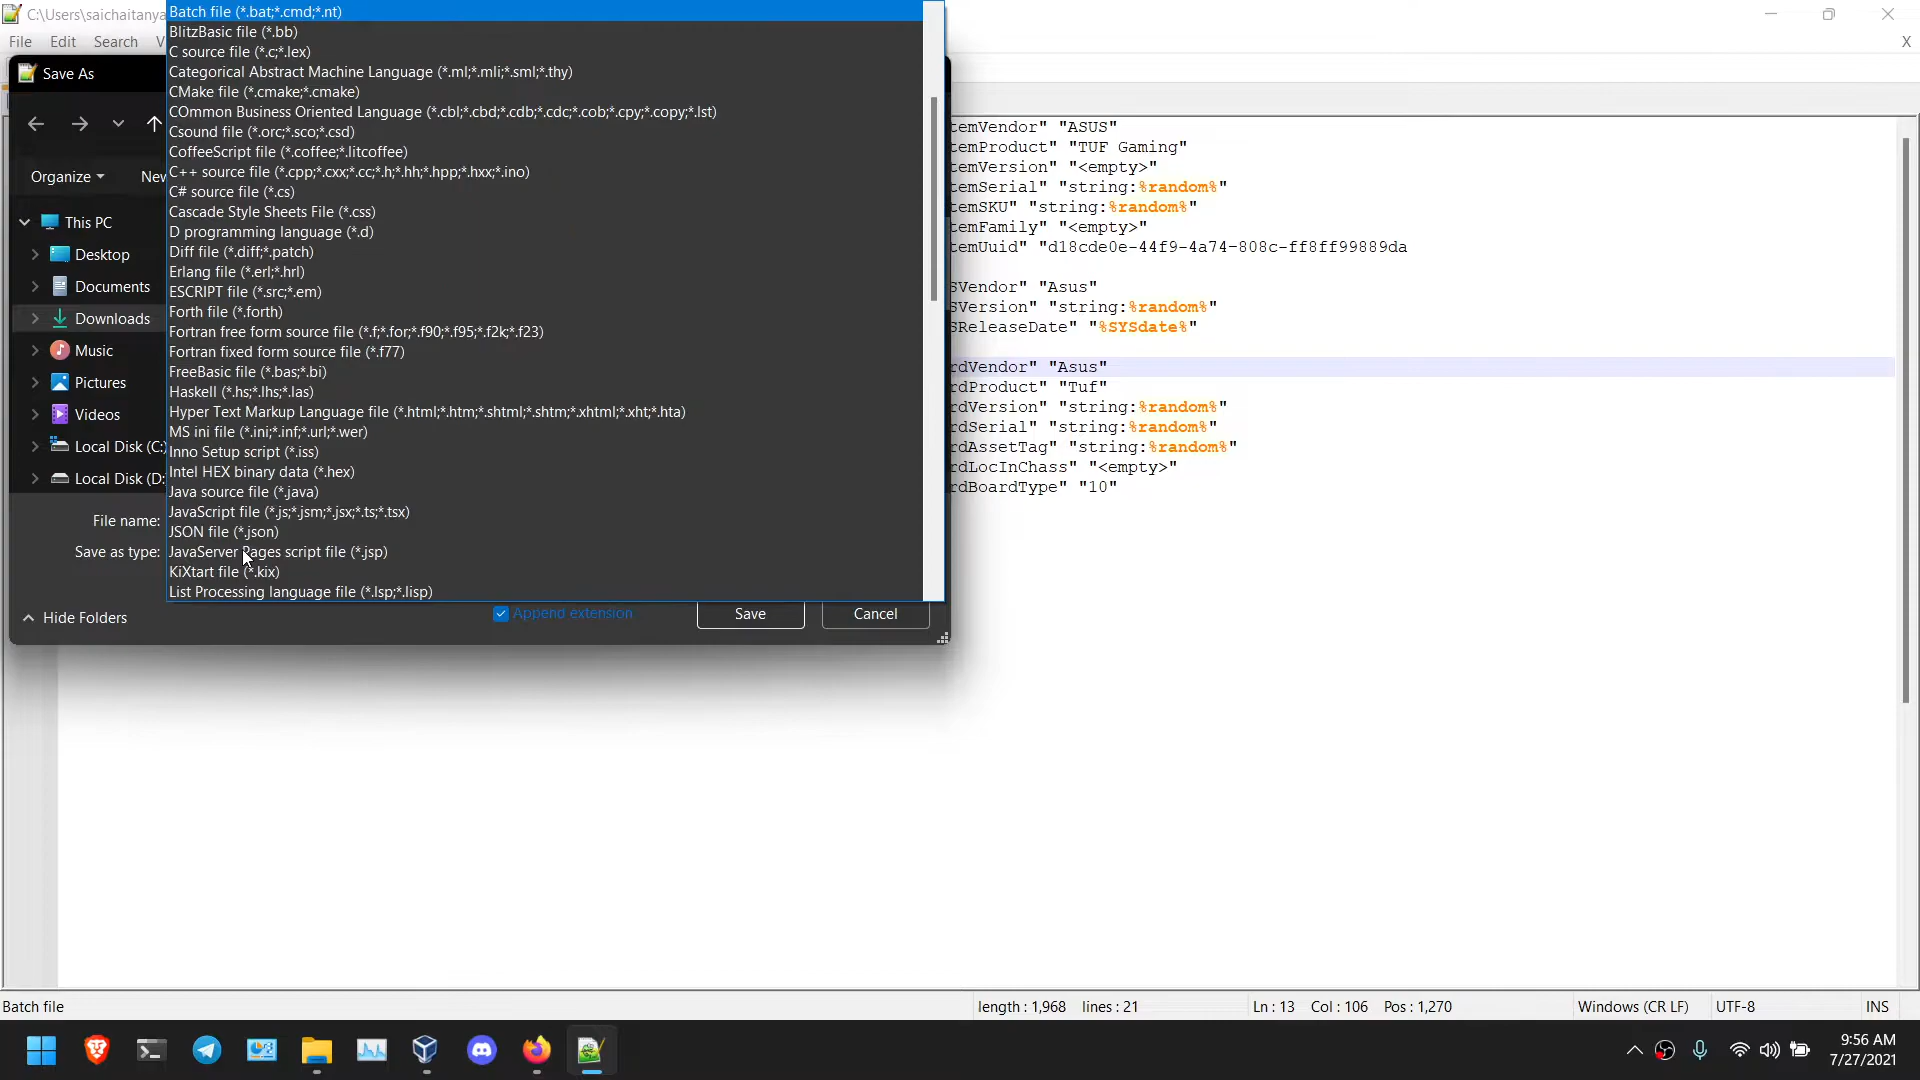 C:\Users\saichaitanya
File Edit Search V
X
Save As
Organize
New
This PC
Desktop
Documents
Downloads
Music
Pictures
Videos
Local Disk (C:)
Local Disk (D:
File name:
Save as type:
Hide Folders
Batch file (*.bat;*.cmd;*.nt)
BlitzBasic file (*.bb)
C source file (*.c;*.lex)
Categorical Abstract Machine Language (*.ml;*.mli;*.sml;*.thy)
CMake file (*.cmake;*.cmake)
COmmon Business Oriented Language (*.cbl;*.cbd;*.cdb;*.cdc;*.cob;*.cpy;*.copy;*.lst)
Csound file (*.orc;*.sco;*.csd)
CoffeeScript file (*.coffee;*.litcoffee)
C++ source file (*.cpp;*.cxx;*.cc;*.h;*.hh;*.hpp;*.hxx;*.ino)
C# source file (*.cs)
Cascade Style Sheets File (*.css)
D programming language (*.d)
Diff file (*.diff;*.patch)
Erlang file (*.erl;*.hrl)
ESCRIPT file (*.src;*.em)
Forth file (*.forth)
Fortran free form source file (*.f;*.for;*.f90;*.f95;*.f2k;*.f23)
Fortran fixed form source file (*.f77)
FreeBasic file (*.bas;*.bi)
Haskell (*.hs;*.lhs;*.las)
Hyper Text Markup Language file (*.html;*.htm;*.shtml;*.shtm;*.xhtml;*.xht;*.hta)
MS ini file (*.ini;*.inf;*.url;*.wer)
Inno Setup script (*.iss)
Intel HEX binary data (*.hex)
Java source file (*.java)
JavaScript file (*.js;*.jsm;*.jsx;*.ts;*.tsx)
JSON file (*.json)
JavaServer Pages script file (*.jsp)
KiXtart file (*.kix)
List Processing language file (*.lsp;*.lisp)
Append extension
Save
Cancel
temVendor" "ASUS"
temProduct" "TUF Gaming"
temVersion" "<empty>"
temSerial" "string:%random%"
temSKU" "string:%random%"
temFamily" "<empty>"
temUuid" "d18cde0e-44f9-4a74-808c-ff8ff99889da
SVendor" "Asus"
SVersion" "string:%random%"
SReleaseDate" "%SYSdate%"
rdVendor" "Asus"
rdProduct" "Tuf"
rdVersion" "string:%random%"
rdSerial" "string:%random%"
rdAssetTag" "string:%random%"
rdLocInChass" "<empty>"
rdBoardType" "10"
Batch file
length : 1,968 lines : 21
Ln : 13 Col : 106 Pos : 1,270
Windows (CR LF)
UTF-8
INS
9:56 AM
7/27/2021